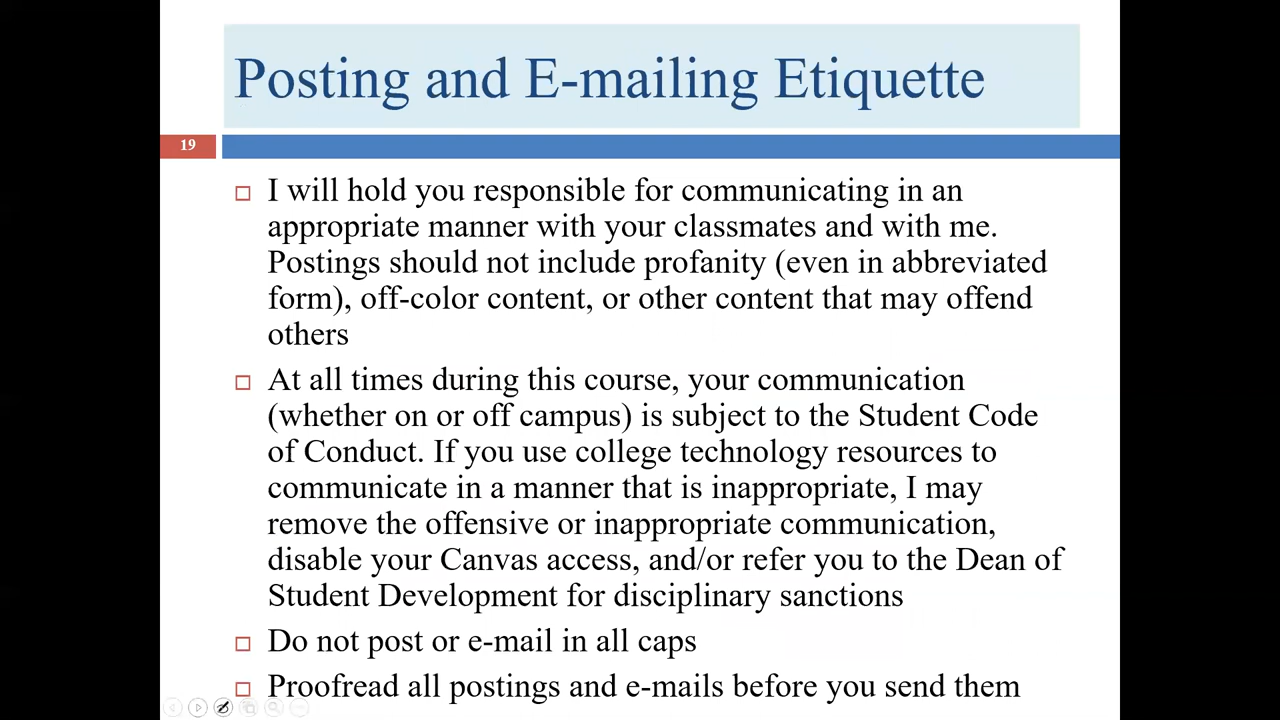 Posting and E-mailing Etiquette
19
I will hold you responsible for communicating in an
appropriate manner with your classmates and with me.
Postings should not include profanity (even in abbreviated
form), off-color content, or other content that may offend
others
At all times during this course, your communication
(whether on or off campus) is subject to the Student Code
of Conduct. If you use college technology resources to
communicate in a manner that is inappropriate, I may
remove the offensive or inappropriate communication,
disable your Canvas access, and/or refer you to the Dean of
Student Development for disciplinary sanctions
Do not post or e-mail in all caps
Proofread all postings and e-mails before you send them